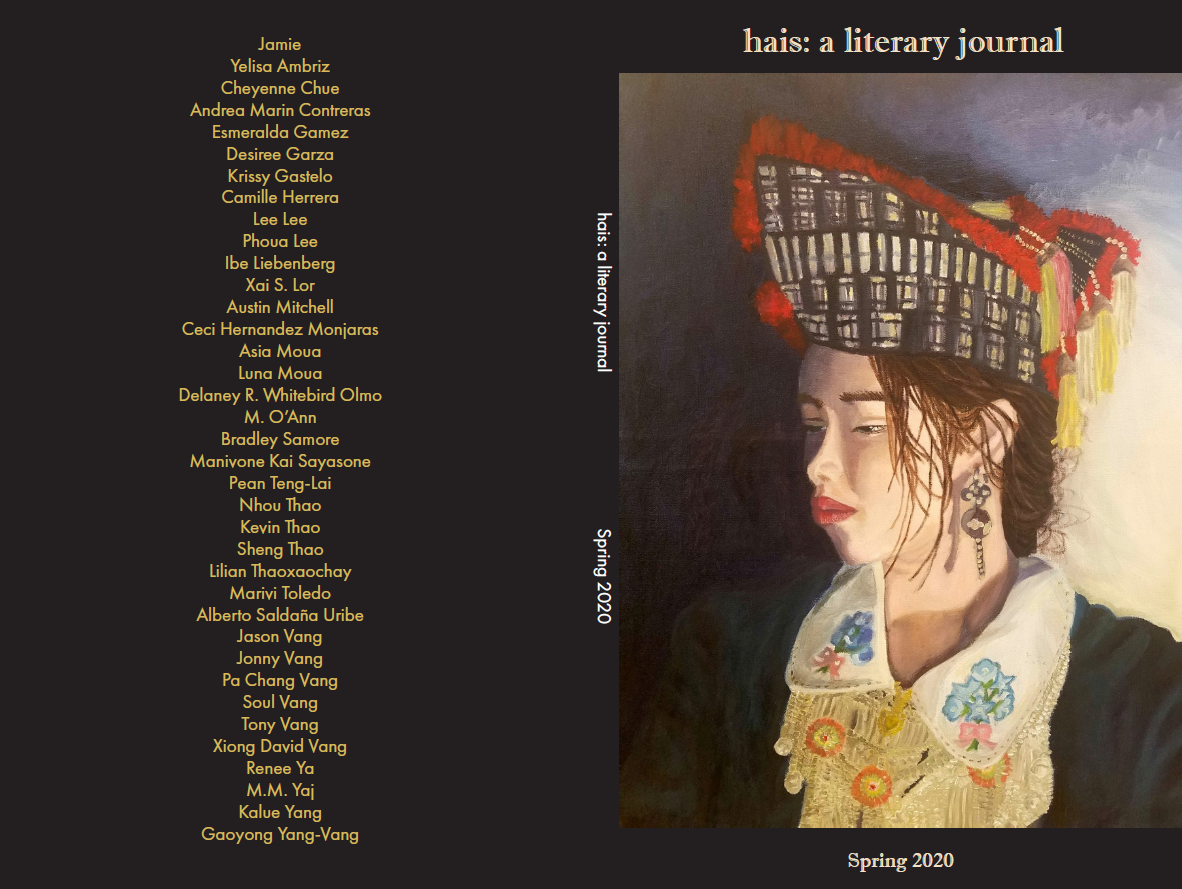 Jamie
Yelisa Ambriz
Cheyenne Chue
Andrea Marin Contreras
Esmeralda Gamez
Desiree Garza
Krissy Gastelo
Camille Herrera
Lee Lee
Phoua Lee
Ibe Liebenberg
Xai S. Lor
Austin Mitchell
Ceci Hernandez Monjaras
Asia Moua
Luna Moua
Delaney R. Whitebird Olmo
M. O’Ann
Bradley Samore
Manivone Kai Sayasone
Pean Teng-Lai
Nhou Thao
Kevin Thao
Sheng Thao
Lilian Thaoxaochay
Marivi Toledo
Alberto Saldaña Uribe
Jason Vang
Jonny Vang
Pa Chang Vang
Soul Vang
Tony Vang
Xiong David Vang
Renee Ya
M.M. Yaj
Kalue Yang
Gaoyong Yang-Vang
hais: a literary journal
Spring 2020
hais: a literary journal
Spring 2020